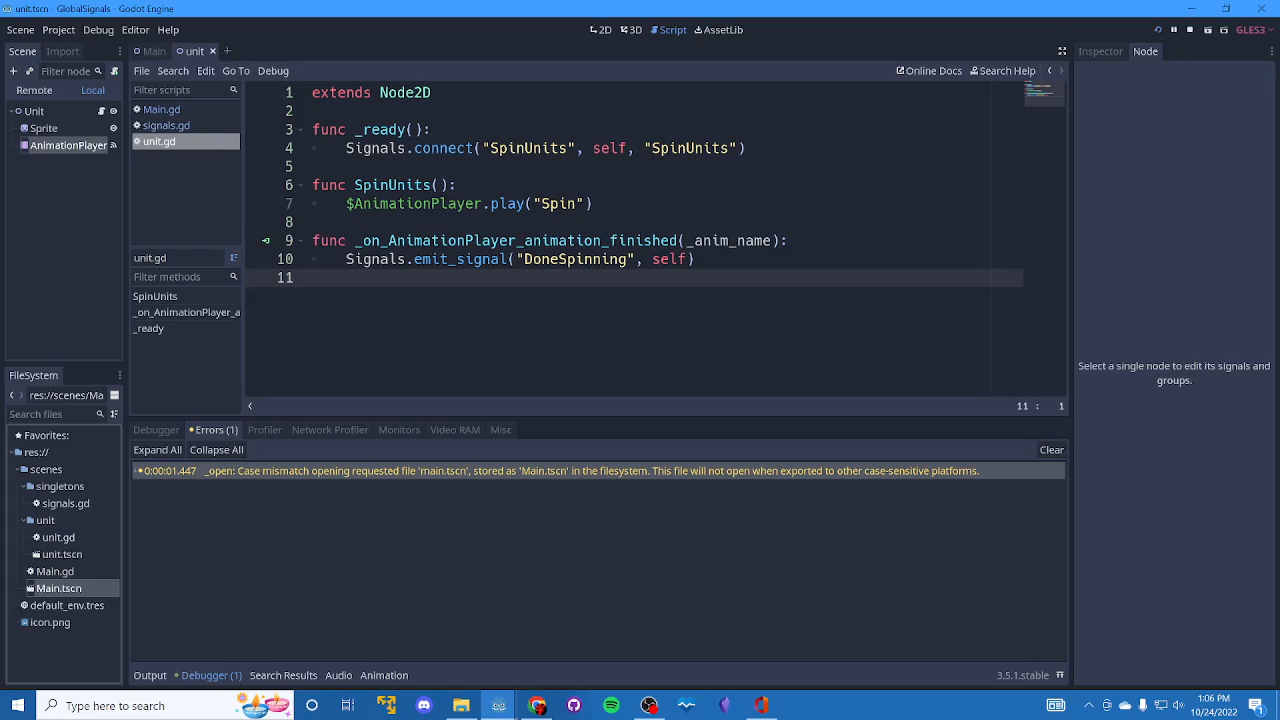 unit.tscn - GlobalSignals - Godot Engine
Scene Project Debug Editor Help
2D 3D Script AssetLib
GLES3
Scene Import
Main unit
Inspector Node
Filter node
File Search Edit Go To Debug
Online Docs Search Help
Remote Local
Filter scripts
Unit
Sprite
AnimationPlayer
Main.gd
signals.gd
unit.gd
1 extends Node2D
2
3 func _ready():
4 Signals.connect("SpinUnits", self, "SpinUnits")
5
6 func SpinUnits():
7 $AnimationPlayer.play("Spin")
8
9 func _on_AnimationPlayer_animation_finished(_anim_name):
10 Signals.emit_signal("DoneSpinning", self)
11
unit.gd
Filter methods
SpinUnits
_on_AnimationPlayer_a
_ready
Select a single node to edit its signals and
groups.
11 : 1
FileSystem
res://scenes/Ma
Search files
Favorites:
res://
scenes
singletons
signals.gd
unit
unit.gd
unit.tscn
Main.gd
Main.tscn
default_env.tres
icon.png
Debugger Errors (1) Profiler Network Profiler Monitors Video RAM Misc
Expand All Collapse All Clear
0:00:01.447 _open: Case mismatch opening requested file 'main.tscn', stored as 'Main.tscn' in the filesystem. This file will not open when exported to other case-sensitive platforms.
Output Debugger (1) Search Results Audio Animation
3.5.1.stable
Type here to search
1:06 PM
10/24/2022
1